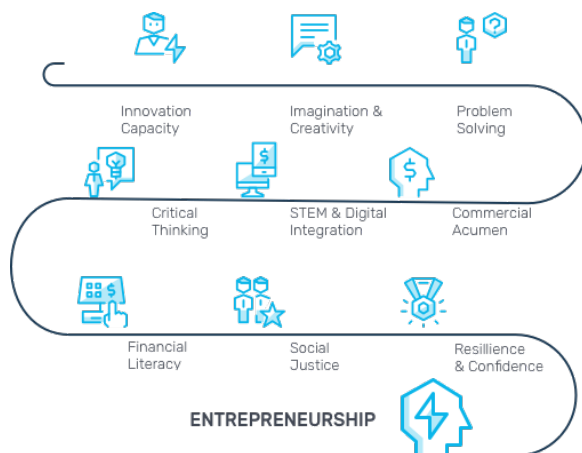 Innovation
Capacity
Imagination &
Creativity
Problem
Solving
Critical
Thinking
STEM & Digital
Integration
Commercial
Acumen
Financial
Literacy
Social
Justice
Resillience
& Confidence
ENTREPRENEURSHIP